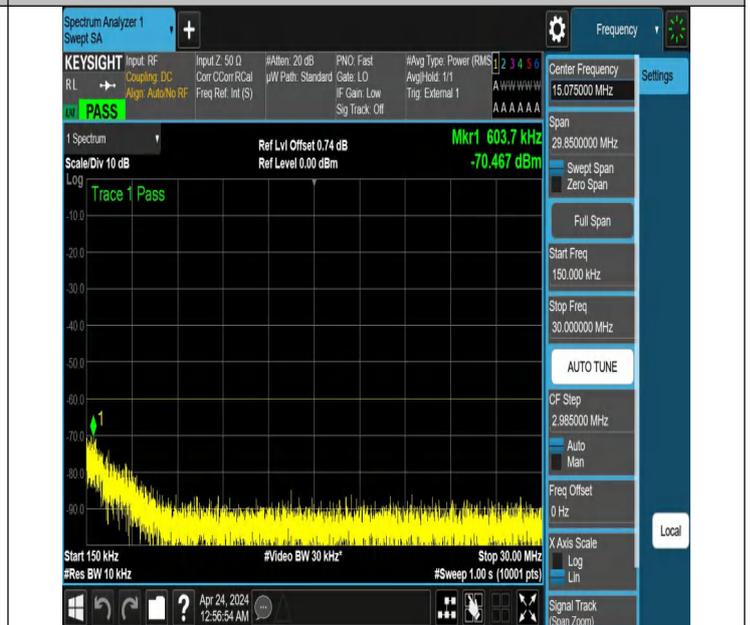 Spectrum Analyzer 1
Swept SA
+
Frequency
KEYSIGHT
RL
PASS
Input: RF
Coupling: DC
Align: Auto/No RF
Input Z: 50 Ω
Corr CCorr RCal
Freq Ref: Int (S)
#Atten: 20 dB
µW Path: Standard
PNO: Fast
Gate: LO
IF Gain: Low
Sig Track: Off
#Avg Type: Power (RMS
Avg|Hold: 1/1
Trig: External 1
1 2 3 4 5 6
A W W W W W
A A A A A A
Center Frequency
15.075000 MHz
Settings
Span
29.8500000 MHz
Swept Span
Zero Span
Full Span
Start Freq
150.000 kHz
Stop Freq
30.000000 MHz
AUTO TUNE
CF Step
2.985000 MHz
Auto
Man
Freq Offset
0 Hz
X Axis Scale
Log
Lin
Signal Track
(Span Zoom)
Local
1 Spectrum
Scale/Div 10 dB
Ref Lvl Offset 0.74 dB
Ref Level 0.00 dBm
Mkr1 603.7 kHz
-70.467 dBm
Log
Trace 1 Pass
-10.0
-20.0
-30.0
-40.0
-50.0
-60.0
-70.0
-80.0
-90.0
1
Start 150 kHz
#Video BW 30 kHz*
Stop 30.00 MHz
#Res BW 10 kHz
#Sweep 1.00 s (10001 pts)
?
Apr 24, 2024
12:56:54 AM